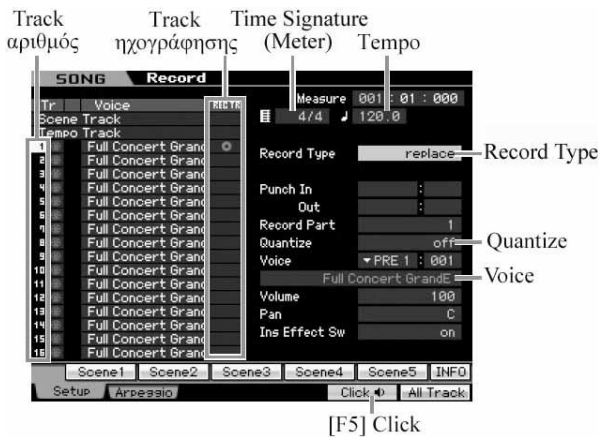 Track αριθμός
Track ηχογράφησης
Time Signature (Meter)
Tempo
SONG Record
Tr Voice REC TR
Measure 001 : 01 : 000
Scene Track
4/4 120.0
Tempo Track
1 Full Concert Grand
2 Full Concert Grand
3 Full Concert Grand
4 Full Concert Grand
5 Full Concert Grand
6 Full Concert Grand
7 Full Concert Grand
8 Full Concert Grand
9 Full Concert Grand
10 Full Concert Grand
11 Full Concert Grand
12 Full Concert Grand
13 Full Concert Grand
14 Full Concert Grand
15 Full Concert Grand
16 Full Concert Grand
Record Type replace
Record Type
Punch In :
Out :
Record Part 1
Quantize off
Quantize
Voice ▼PRE 1 : 001
Full Concert GrandE
Voice
Volume 100
Pan C
Ins Effect Sw on
Scene1 Scene2 Scene3 Scene4 Scene5 INFO
Setup Arpeggio Click All Track
[F5] Click